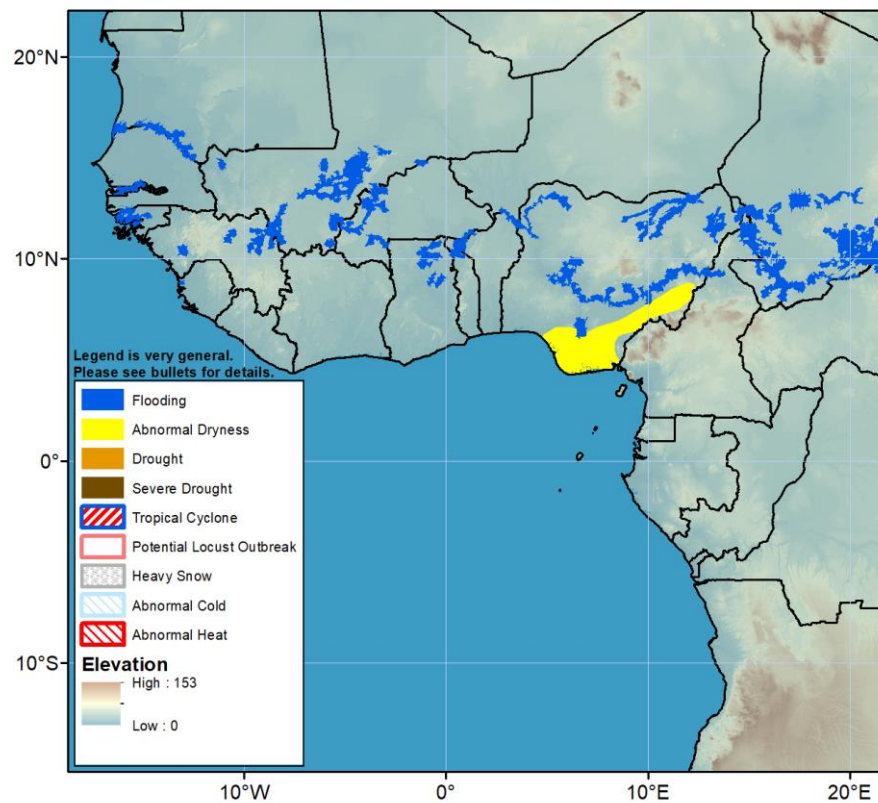 20°N
10°N
0°
10°S
Legend is very general.
Please see bullets for details.
Flooding
Abnormal Dryness
Drought
Severe Drought
Tropical Cyclone
Potential Locust Outbreak
Heavy Snow
Abnormal Cold
Abnormal Heat
Elevation
High : 153
Low : 0
10°W
0°
10°E
20°E